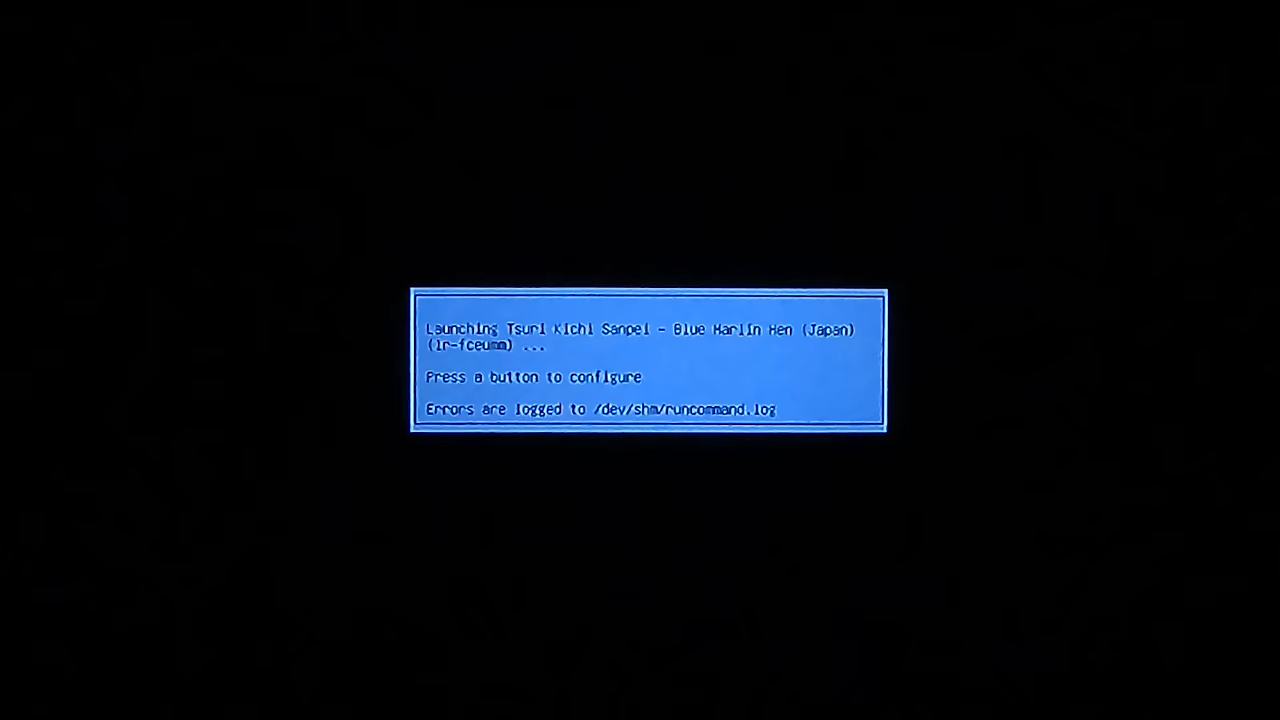 Launching Tsuri Kichi Sanpei - Blue Marlin Hen (Japan)
(lr-fceumm) ...
Press a button to configure
Errors are logged to /dev/shm/runcommand.log